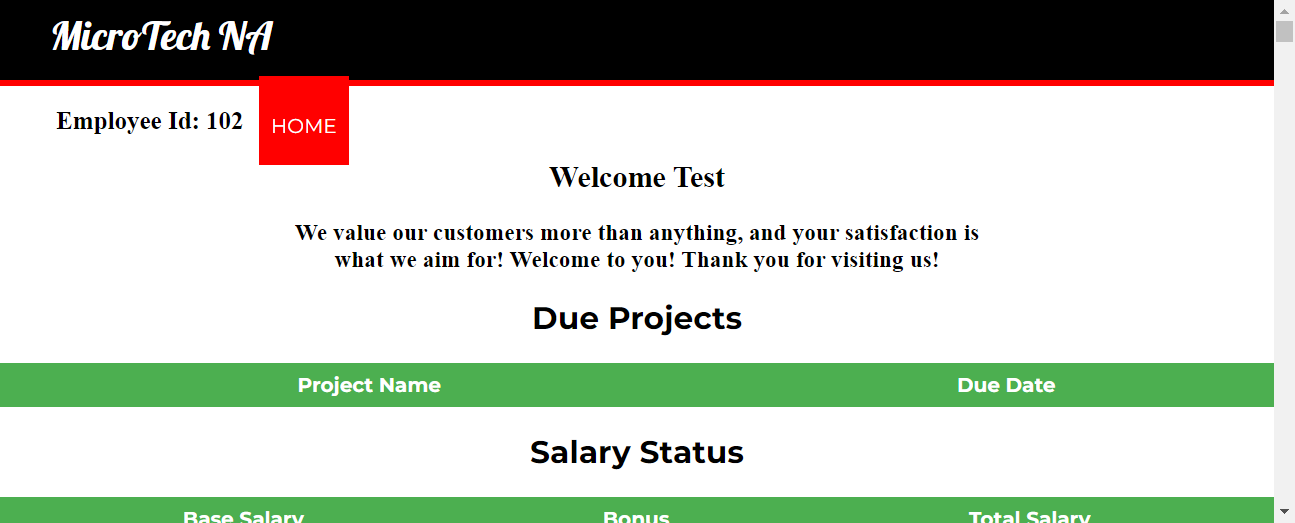 MicroTech NA
Employee Id: 102
HOME
Welcome Test
We value our customers more than anything, and your satisfaction is
what we aim for! Welcome to you! Thank you for visiting us!
Due Projects
Project Name Due Date
Salary Status
Base Salary Bonus Total Salary